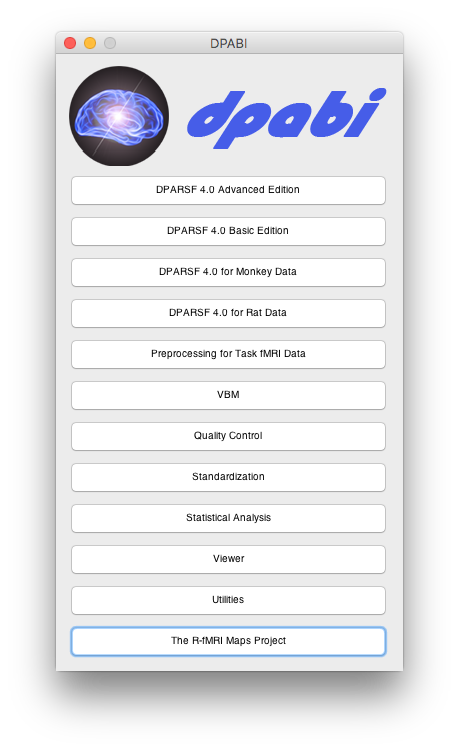 DPABI
dpabi
DPARSF 4.0 Advanced Edition
DPARSF 4.0 Basic Edition
DPARSF 4.0 for Monkey Data
DPARSF 4.0 for Rat Data
Preprocessing for Task fMRI Data
VBM
Quality Control
Standardization
Statistical Analysis
Viewer
Utilities
The R-fMRI Maps Project